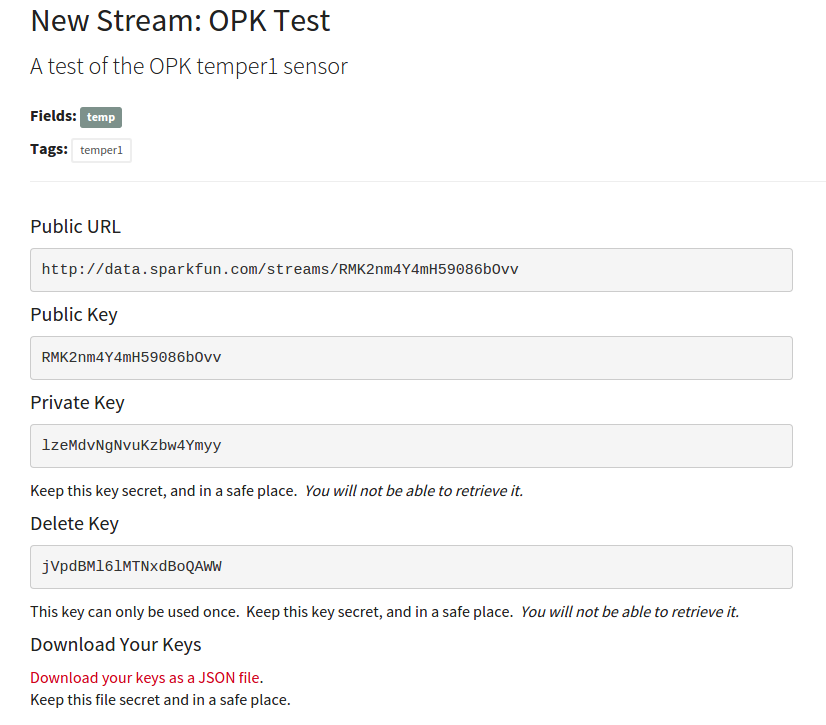 New Stream: OPK Test
A test of the OPK temper1 sensor
Fields: temp
Tags: temper1
Public URL
http://data.sparkfun.com/streams/RMK2nm4Y4mH59086bOvv
Public Key
RMK2nm4Y4mH59086bOvv
Private Key
lzeMdvNgNvuKzbw4Ymyy
Keep this key secret, and in a safe place. You will not be able to retrieve it.
Delete Key
jVpdBMl6lMTNxdBoQAWW
This key can only be used once. Keep this key secret, and in a safe place. You will not be able to retrieve it.
Download Your Keys
Download your keys as a JSON file.
Keep this file secret and in a safe place.